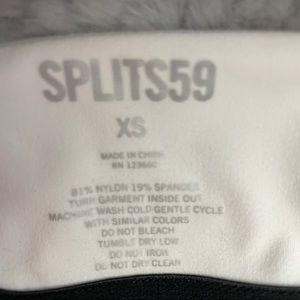 SPLITS59
XS
MADE IN CHINA
RN 123660
81% NYLON 19% SPANDEX
TURN GARMENT INSIDE OUT
MACHINE WASH COLD GENTLE CYCLE
WITH SIMILAR COLORS
DO NOT BLEACH
TUMBLE DRY LOW
DO NOT IRON
DO NOT DRY CLEAN